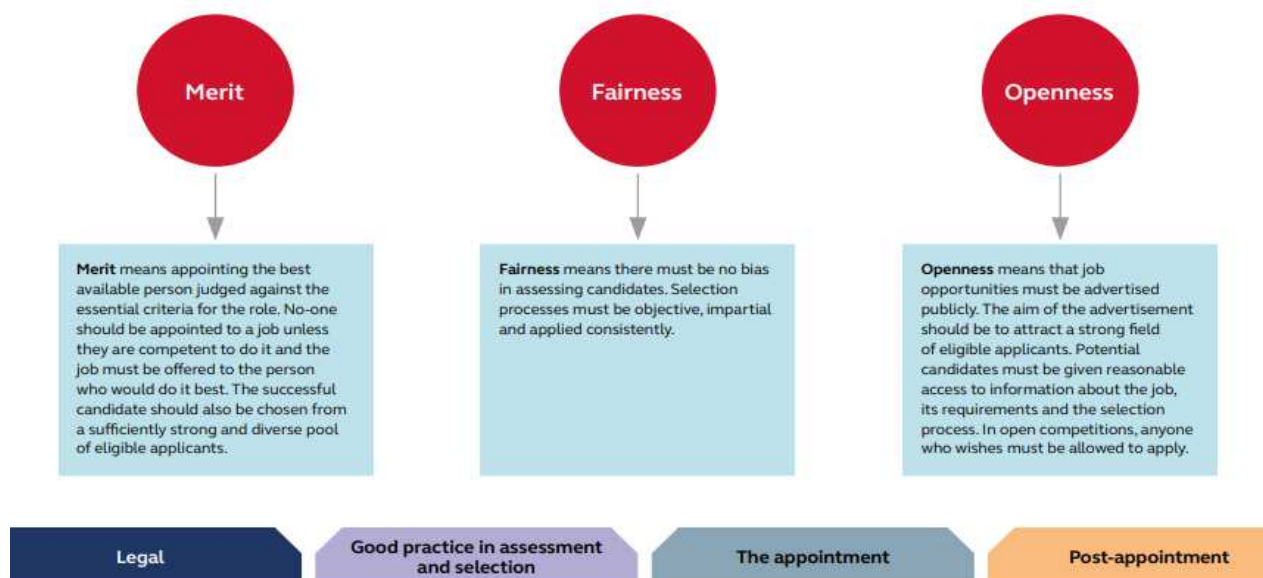 Merit
Fairness
Openness
Merit means appointing the best
available person judged against the
essential criteria for the role. No-one
should be appointed to a job unless
they are competent to do it and the
job must be offered to the person
who would do it best. The successful
candidate should also be chosen from
a sufficiently strong and diverse pool
of eligible applicants.
Fairness means there must be no bias
in assessing candidates. Selection
processes must be objective, impartial
and applied consistently.
Openness means that job
opportunities must be advertised
publicly. The aim of the advertisement
should be to attract a strong field
of eligible applicants. Potential
candidates must be given reasonable
access to information about the job,
its requirements and the selection
process. In open competitions, anyone
who wishes must be allowed to apply.
Legal
Good practice in assessment
and selection
The appointment
Post-appointment